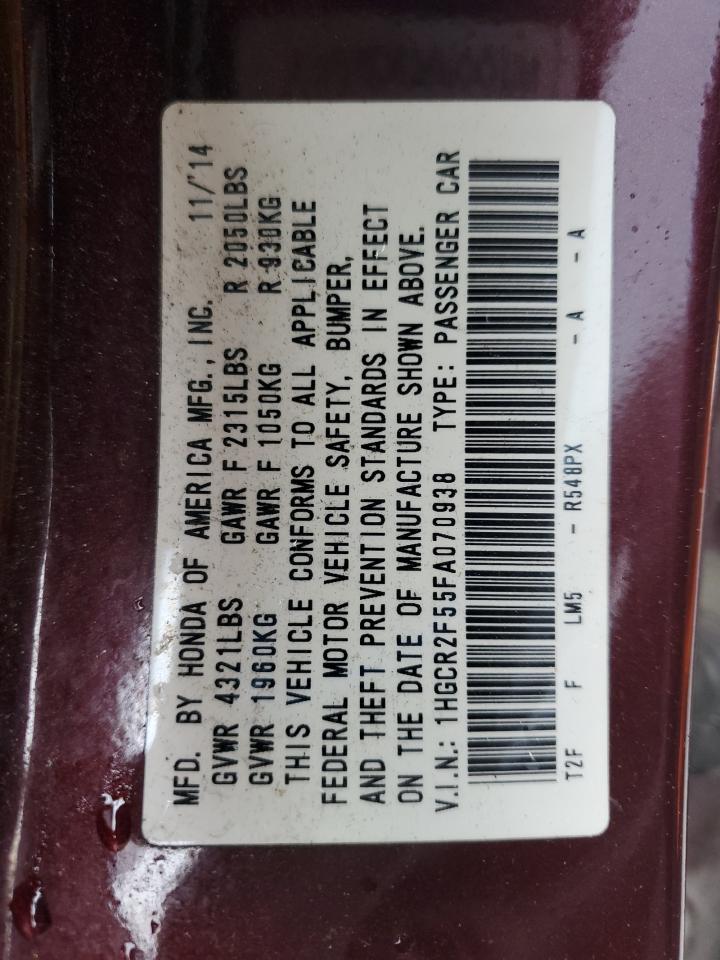 MFD. BY HONDA OF AMERICA MFG., INC. 11/'14
GVWR 4321LBS GAWR F 2315LBS R 2050LBS
GVWR 1960KG GAWR F 1050KG R 930KG
THIS VEHICLE CONFORMS TO ALL APPLICABLE
FEDERAL MOTOR VEHICLE SAFETY, BUMPER,
AND THEFT PREVENTION STANDARDS IN EFFECT
ON THE DATE OF MANUFACTURE SHOWN ABOVE.
V.I.N.: 1HGCR2F55FA070938 TYPE: PASSENGER CAR
T2F F LM5 - R548PX - A - A